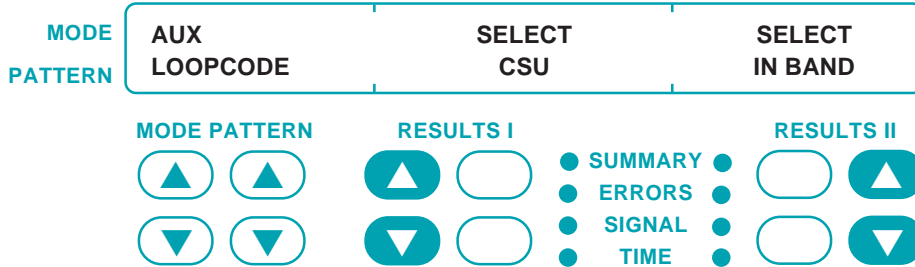 MODE
PATTERN
AUX SELECT SELECT
LOOPCODE CSU IN BAND
MODE PATTERN RESULTS I RESULTS II
SUMMARY
ERRORS
SIGNAL
TIME